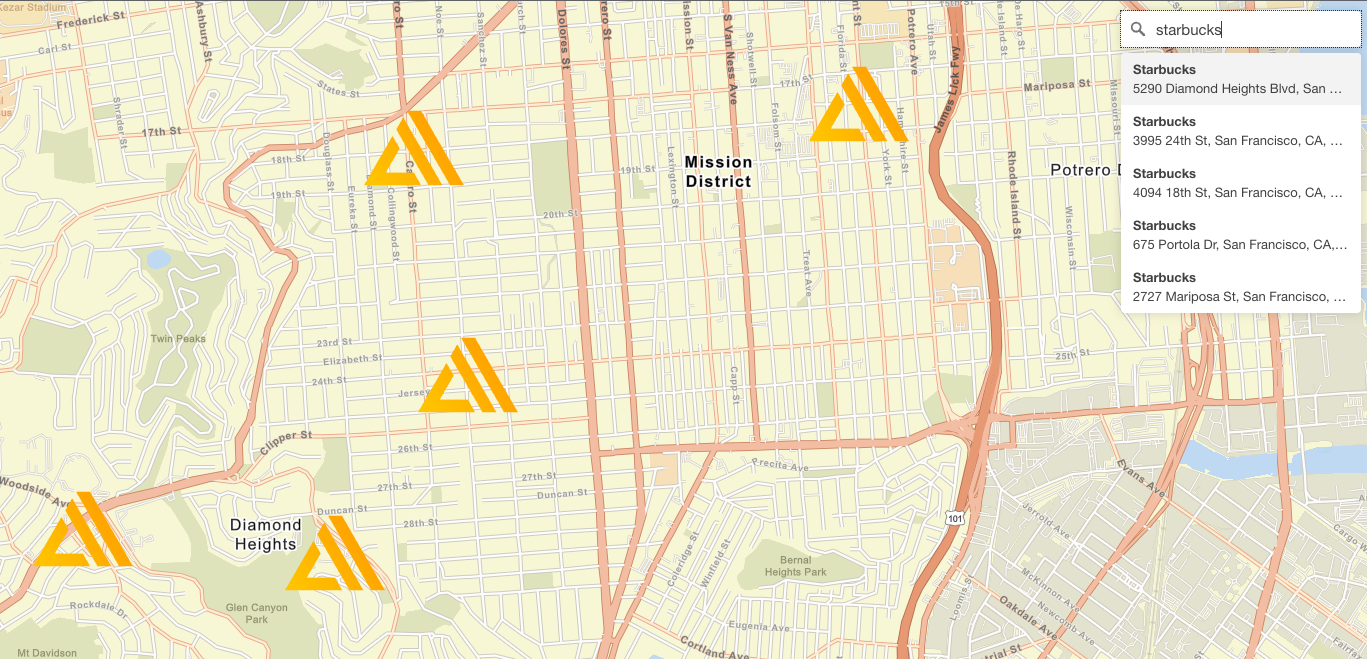 Kezar Stadium
Frederick St
Carl St
Ashbury St
Noe St
Sanchez St
Dolores St
S Van Ness Ave
Shotwell St
Folsom St
Florida St
Potrero Ave
Utah St
James Lick Fwy
starbucks
Starbucks
5290 Diamond Heights Blvd, San ...
Starbucks
3995 24th St, San Francisco, CA, ...
Starbucks
4094 18th St, San Francisco, CA, ...
Starbucks
675 Portola Dr, San Francisco, CA,...
Starbucks
2727 Mariposa St, San Francisco, ...
States St
Shrader St
17th St
17th St
Mariposa St
18th St
19th St
Douglass St
Eureka St
Diamond St
Collingwood St
19th St
Lexington St
Mission
District
York St
Rhode Island St
Potrero
Wisconsin St
20th St
Treat Ave
Twin Peaks
23rd St
Elizabeth St
24th St
Jersey
Capp St
25th St
Clipper St
26th St
27th St
27th St
Duncan St
Duncan St
28th St
Precita Ave
Evans Ave
Woodside Ave
Diamond
Heights
101
Jerrold Ave
Coleridge St
Winfield St
Bernal
Heights Park
McKinnon Ave
Newcomb Ave
Oakdale Ave
Loomis St
Rockdale Dr
Glen Canyon
Park
Eugenia Ave
Cortland Ave
Mt Davidson